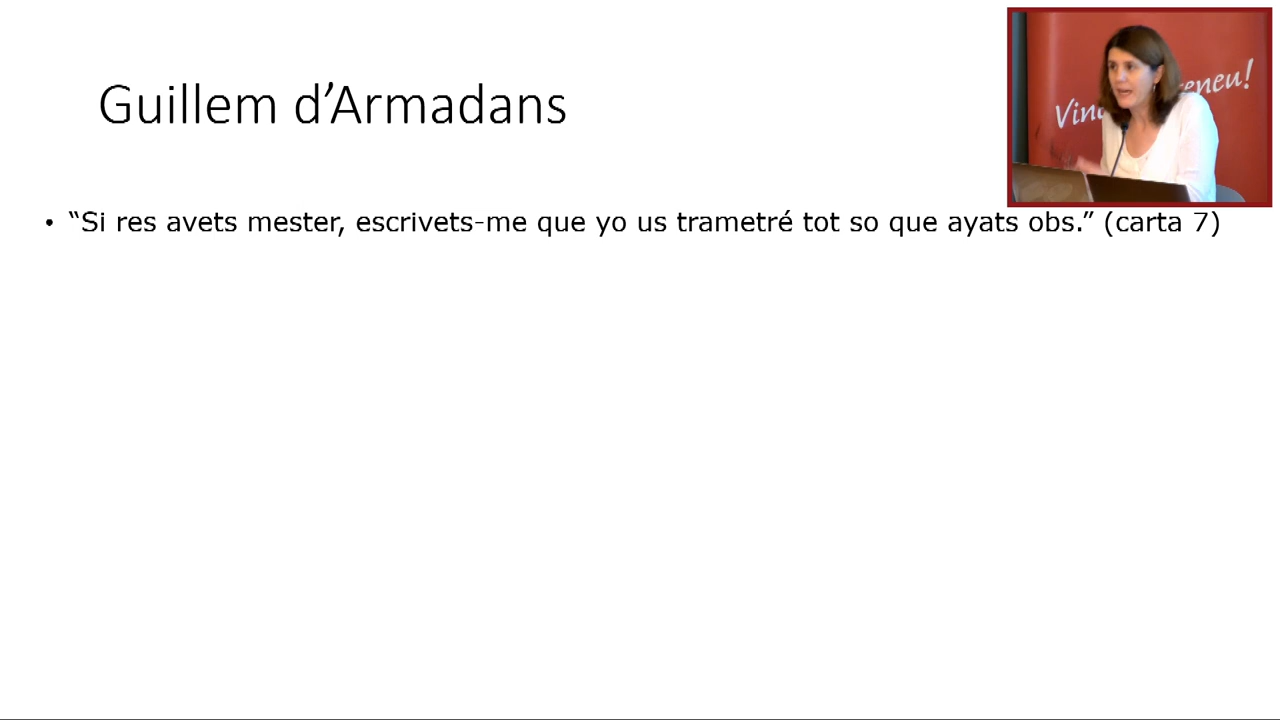 Guillem d’Armadans
• “Si res avets mester, escrivets-me que yo us trametré tot so que ayats obs.” (carta 7)